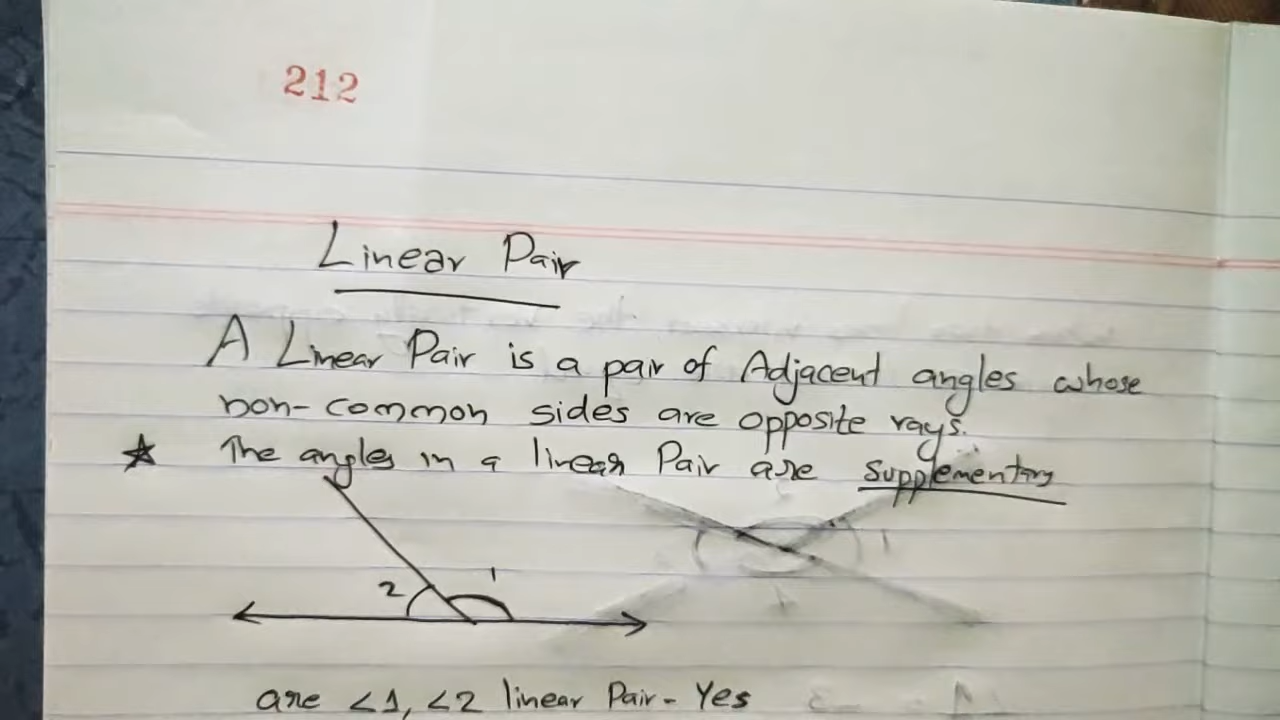 212
Linear Pair
A Linear Pair is a pair of Adjacent angles whose
non-common sides are opposite rays.
☆ The angles in a linear Pair are Supplementary
2 1
are <1, <2 linear Pair - Yes